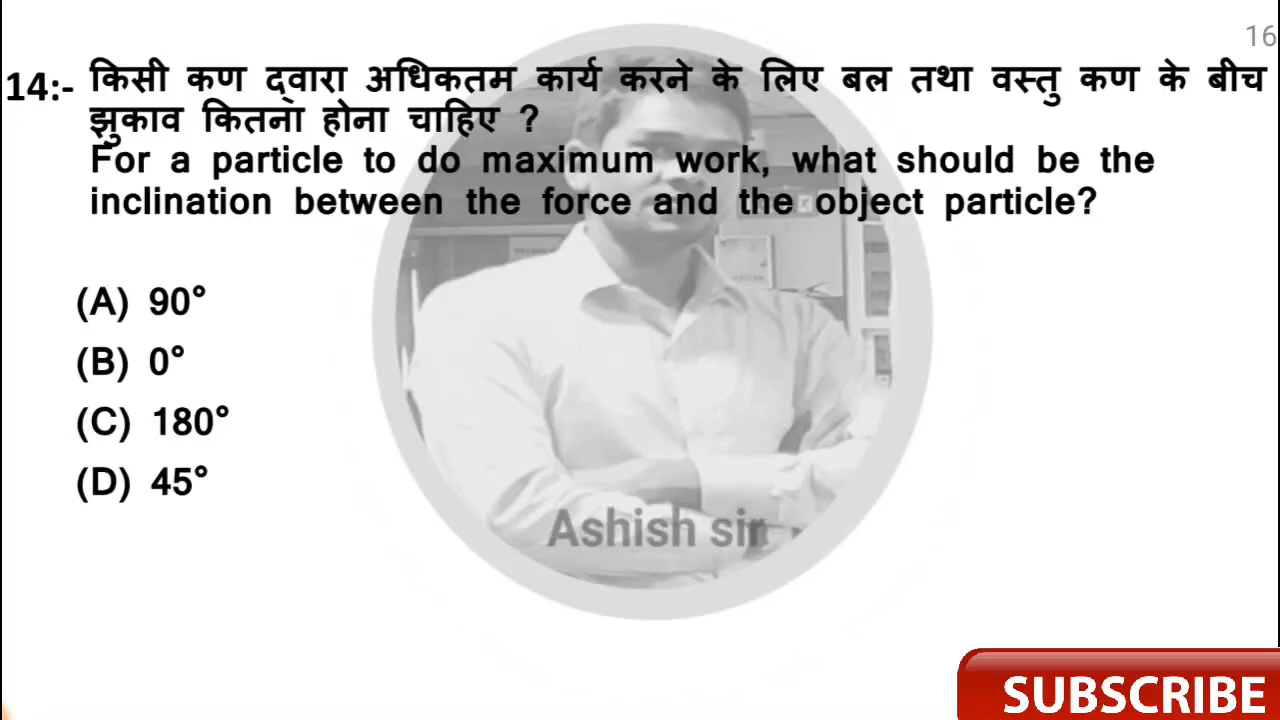 16
14:- किसी कण द्वारा अधिकतम कार्य करने के लिए बल तथा वस्तु कण के बीच
झुकाव कितना होना चाहिए ?
For a particle to do maximum work, what should be the
inclination between the force and the object particle?
(A) 90°
(B) 0°
(C) 180°
(D) 45°
Ashish sir
SUBSCRIBE